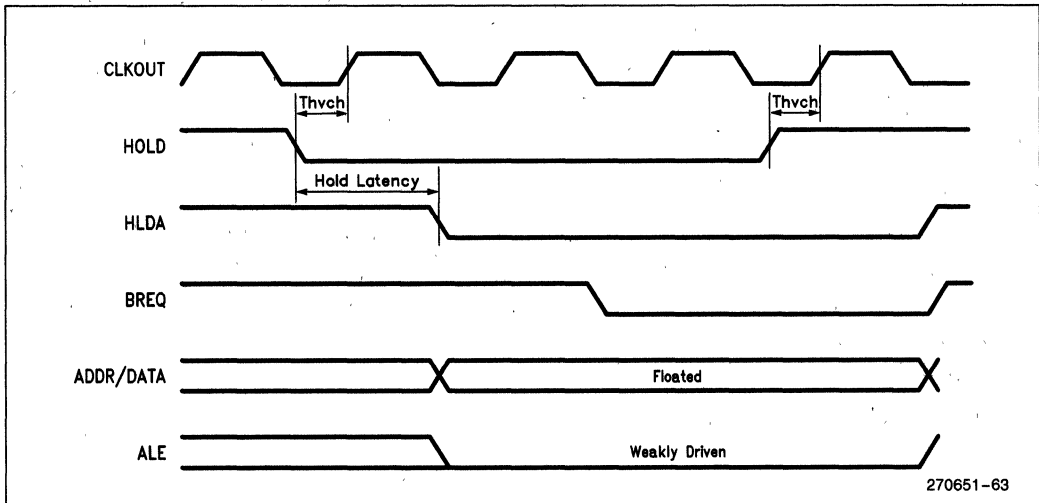 CLKOUT
Thvch
Thvch
HOLD
Hold Latency
HLDA
BREQ
ADDR/DATA
Floated
ALE
Weakly Driven
270651-63